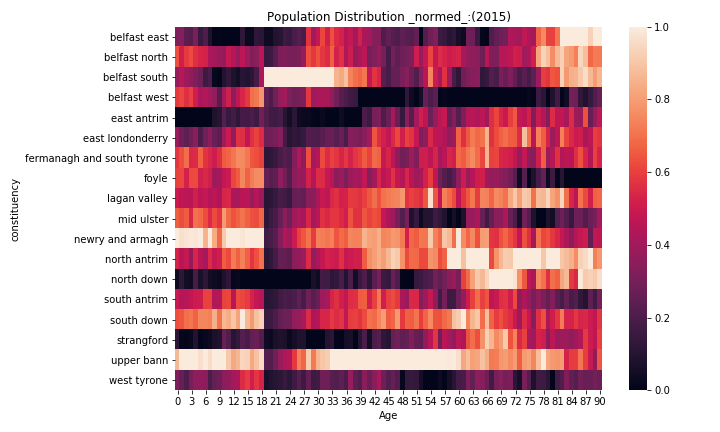 Population Distribution _normed_:(2015)
belfast east
belfast north
belfast south
belfast west
east antrim
east londonderry
fermanagh and south tyrone
foyle
lagan valley
mid ulster
newry and armagh
north antrim
north down
south antrim
south down
strangford
upper bann
west tyrone
constituency
0 3 6 9 12 15 18 21 24 27 30 33 36 39 42 45 48 51 54 57 60 63 66 69 72 75 78 81 84 87 90
Age
1.0
0.8
0.6
0.4
0.2
0.0